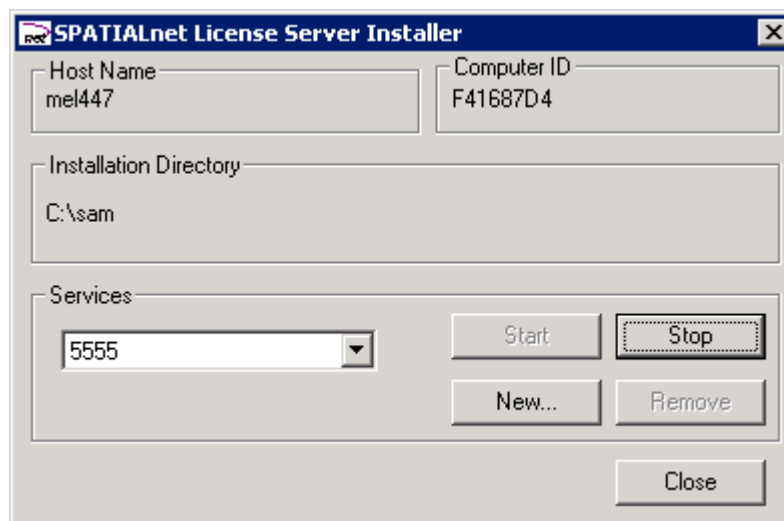 SPATIALnet License Server Installer
Host Name
mel447
Computer ID
F41687D4
Installation Directory
C:\sam
Services
5555
Start
Stop
New...
Remove
Close